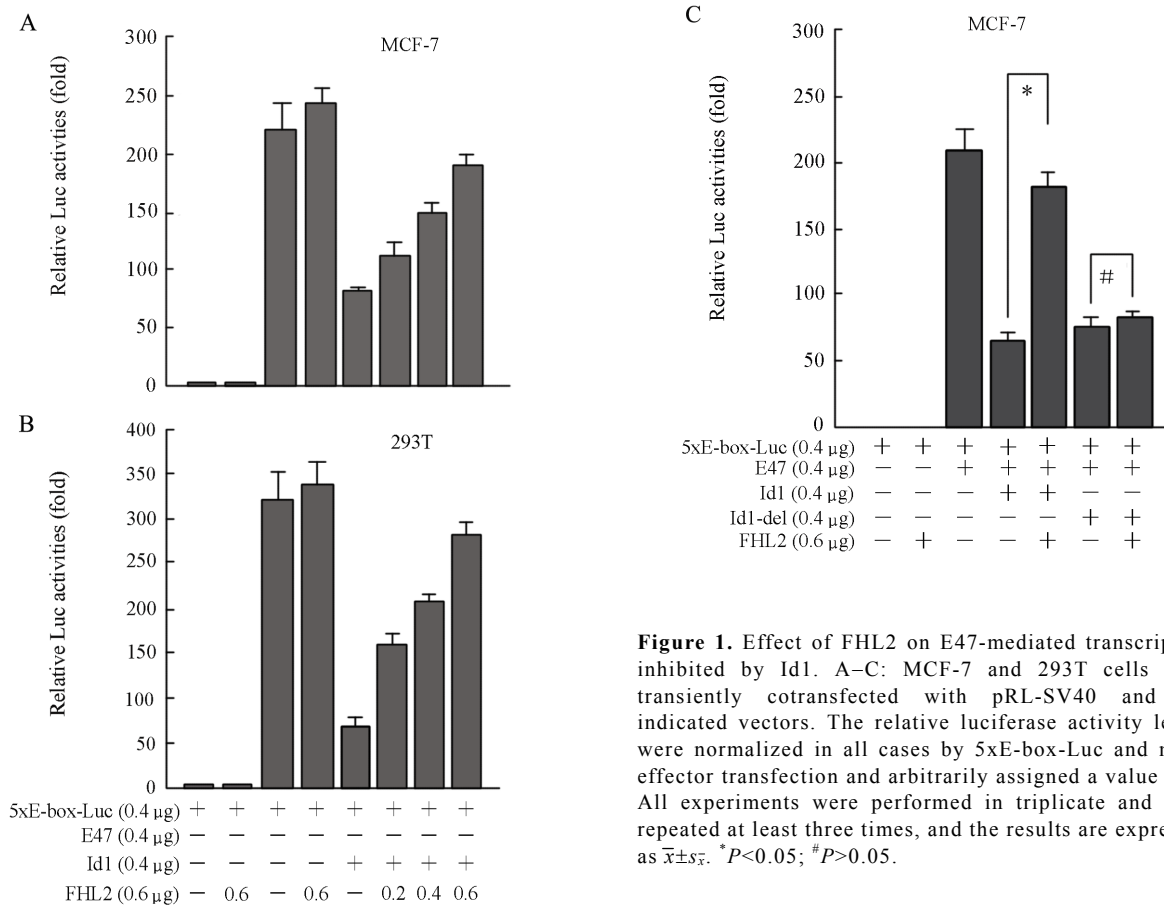 A
MCF-7
Relative Luc activties (fold)
300
250
200
150
100
50
0
B
293T
Relative Luc activities (fold)
400
350
300
250
200
150
100
50
0
5xE-box-Luc (0.4 μg) + + + + + + + +
E47 (0.4 μg) − − − − − − − −
Id1 (0.4 μg) − − − − + + + +
FHL2 (0.6 μg) − 0.6 − 0.6 − 0.2 0.4 0.6
C
MCF-7
Relative Luc activities (fold)
300
250
200
150
100
50
0
*
#
5xE-box-Luc (0.4 μg) + + + + + + +
E47 (0.4 μg) − − + + + + +
Id1 (0.4 μg) − − − + + − −
Id1-del (0.4 μg) − − − − − + +
FHL2 (0.6 μg) − + − − + − +
Figure 1. Effect of FHL2 on E47-mediated transcrip
inhibited by Id1. A–C: MCF-7 and 293T cells
transiently cotransfected with pRL-SV40 and
indicated vectors. The relative luciferase activity le
were normalized in all cases by 5xE-box-Luc and
effector transfection and arbitrarily assigned a value
All experiments were performed in triplicate and
repeated at least three times, and the results are expre
as x̅±sx̅. *P<0.05; #P>0.05.